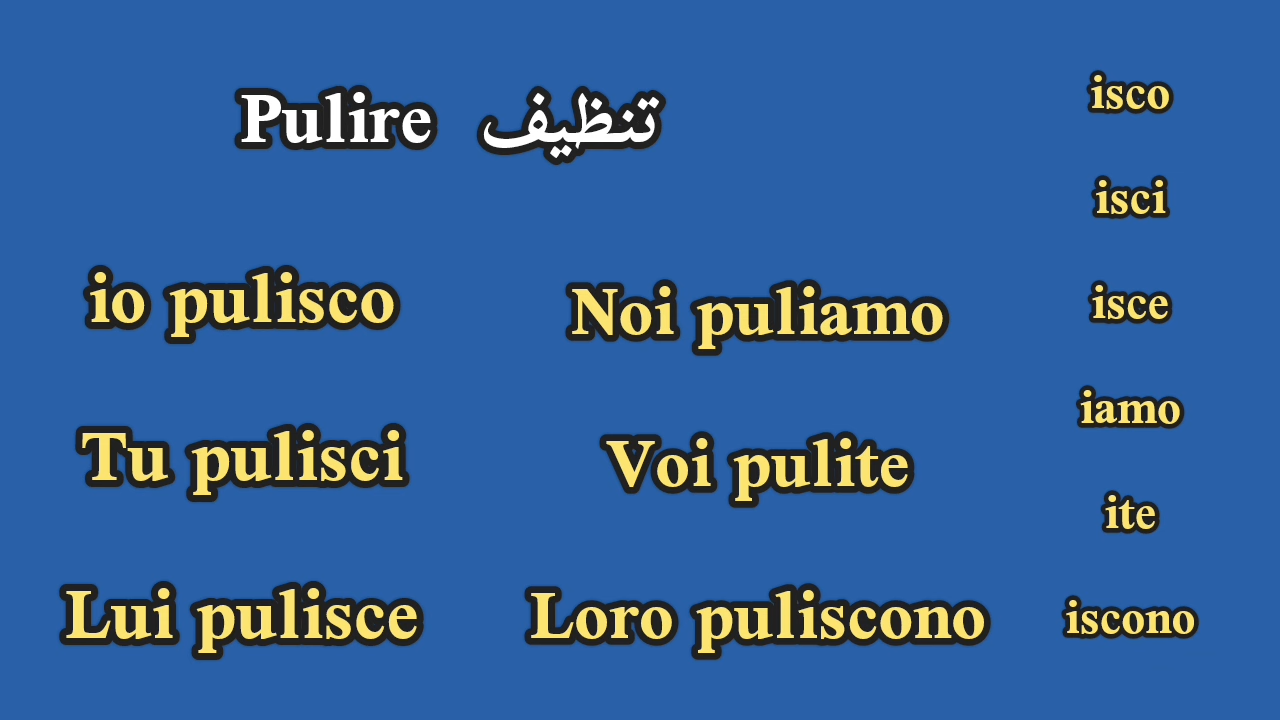 Pulire تنظيف
io pulisco
Tu pulisci
Lui pulisce
Noi puliamo
Voi pulite
Loro puliscono
isco
isci
isce
iamo
ite
iscono